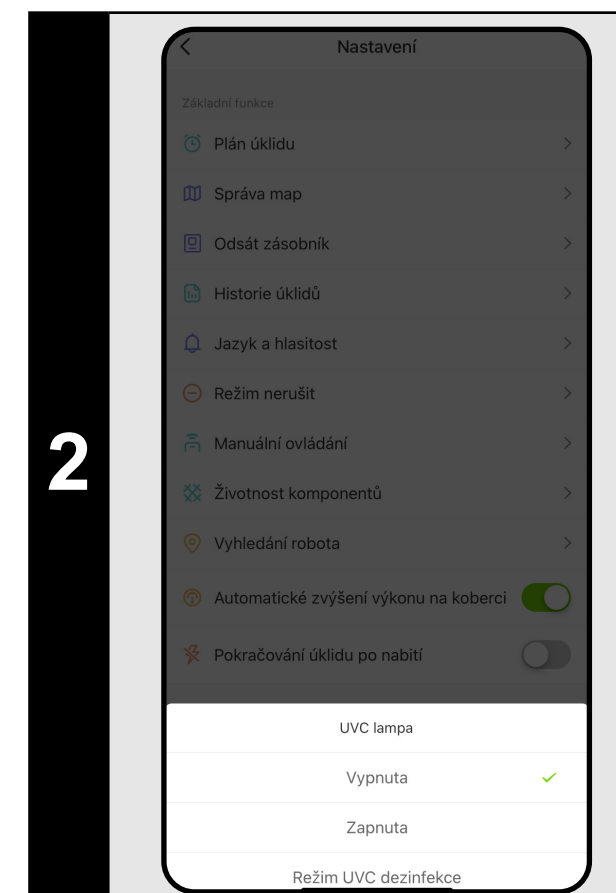 Nastavení
Základní funkce
Plán úklidu
Správa map
Odsát zásobník
Historie úklidů
Jazyk a hlasitost
Režim nerušit
2
Manuální ovládání
Životnost komponentů
Vyhledání robota
Automatické zvýšení výkonu na koberci
Pokračování úklidu po nabití
UVC lampa
Vypnuta
Zapnuta
Režim UVC dezinfekce